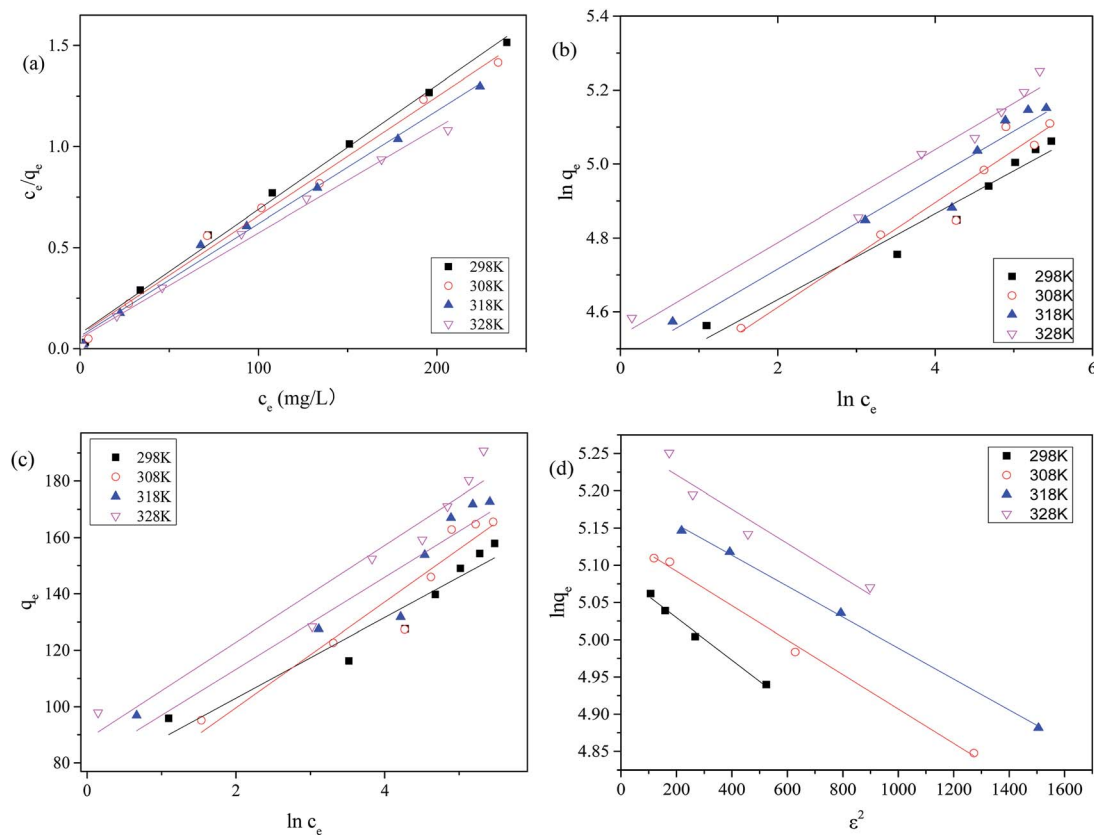 (a)
1.5
1.0
0.5
0.0
0
100
200
c_e/q_e
c_e (mg/L)
298K
308K
318K
328K
(b)
5.4
5.2
5.0
4.8
4.6
0
2
4
6
ln q_e
ln c_e
298K
308K
318K
328K
(c)
180
160
140
120
100
80
0
2
4
q_e
ln c_e
298K
308K
318K
328K
(d)
5.25
5.20
5.15
5.10
5.05
5.00
4.95
4.90
4.85
0
200
400
600
800
1000
1200
1400
1600
lnq_e
ε²
298K
308K
318K
328K